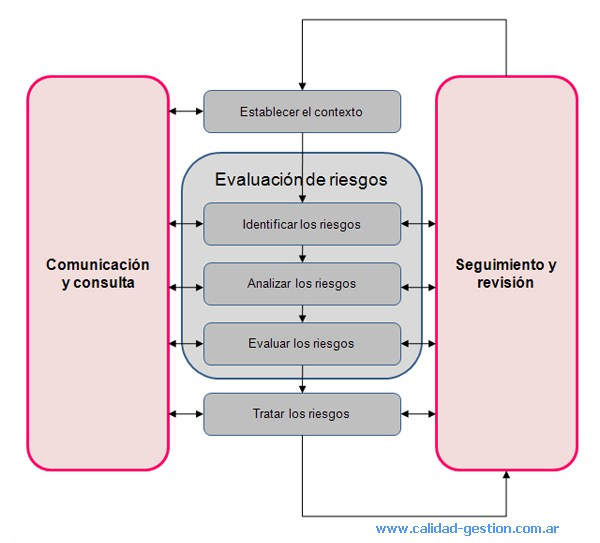 Establecer el contexto
Evaluación de riesgos
Identificar los riesgos
Comunicación
y consulta
Seguimiento y
revisión
Analizar los riesgos
Evaluar los riesgos
Tratar los riesgos
www.calidad-gestion.com.ar